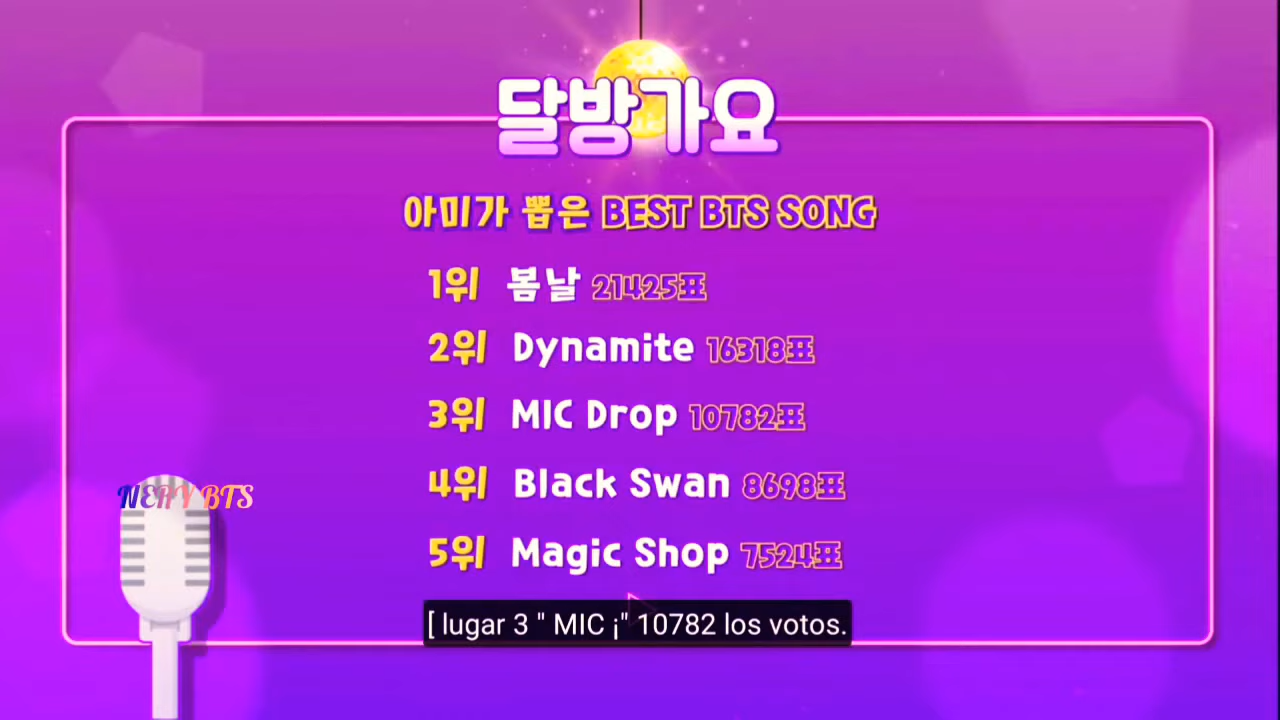 달방가요
아미가 뽑은 BEST BTS SONG
1위 봄날 21425표
2위 Dynamite 16318표
3위 MIC Drop 10782표
4위 Black Swan 8698표
NERY BTS
5위 Magic Shop 7524표
[ lugar 3 " MIC ¡" 10782 los votos.